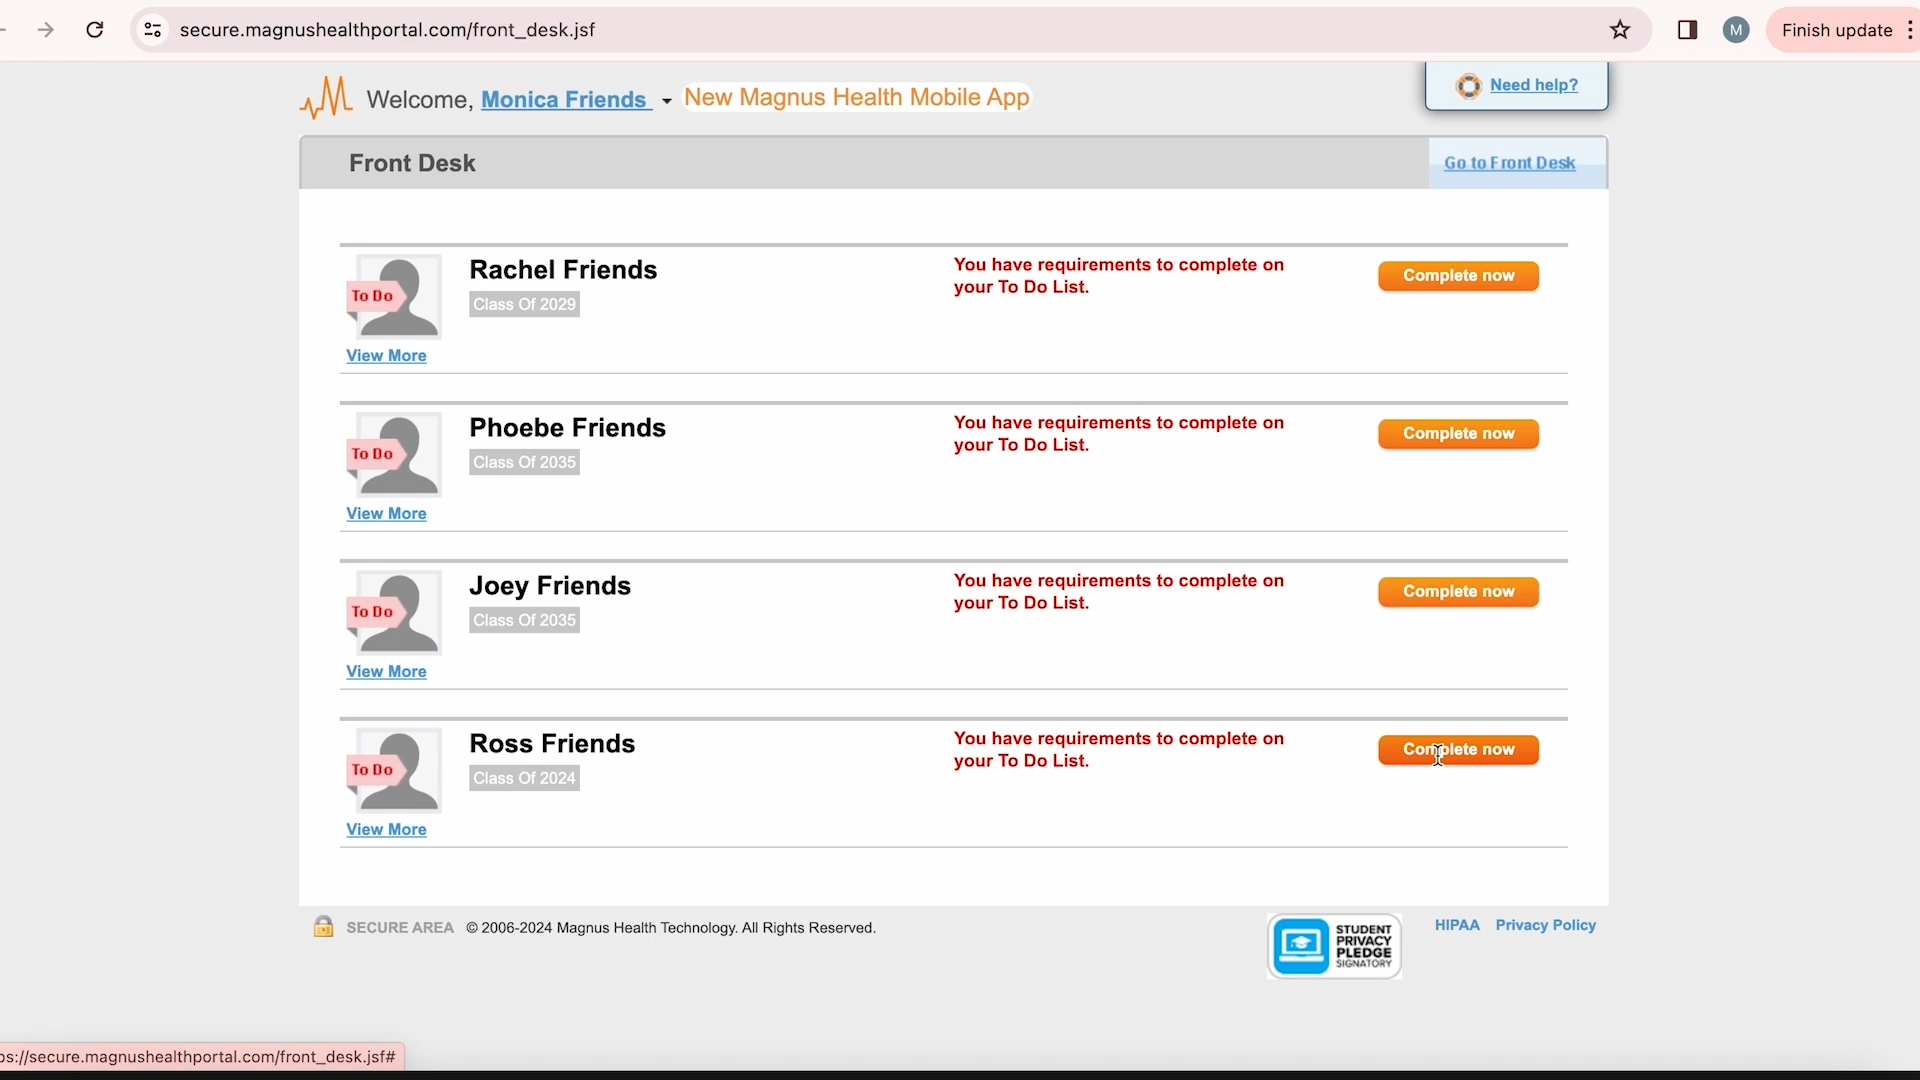 secure.magnushealthportal.com/front_desk.jsf
M
Finish update
Welcome, Monica Friends
New Magnus Health Mobile App
Need help?
Front Desk
Go to Front Desk
To Do
Rachel Friends
Class Of 2029
View More
You have requirements to complete on
your To Do List.
Complete now
To Do
Phoebe Friends
Class Of 2035
View More
You have requirements to complete on
your To Do List.
Complete now
To Do
Joey Friends
Class Of 2035
View More
You have requirements to complete on
your To Do List.
Complete now
To Do
Ross Friends
Class Of 2024
View More
You have requirements to complete on
your To Do List.
Complete now
SECURE AREA © 2006-2024 Magnus Health Technology. All Rights Reserved.
STUDENT
PRIVACY
PLEDGE
SIGNATORY
HIPAA Privacy Policy
ps://secure.magnushealthportal.com/front_desk.jsf#